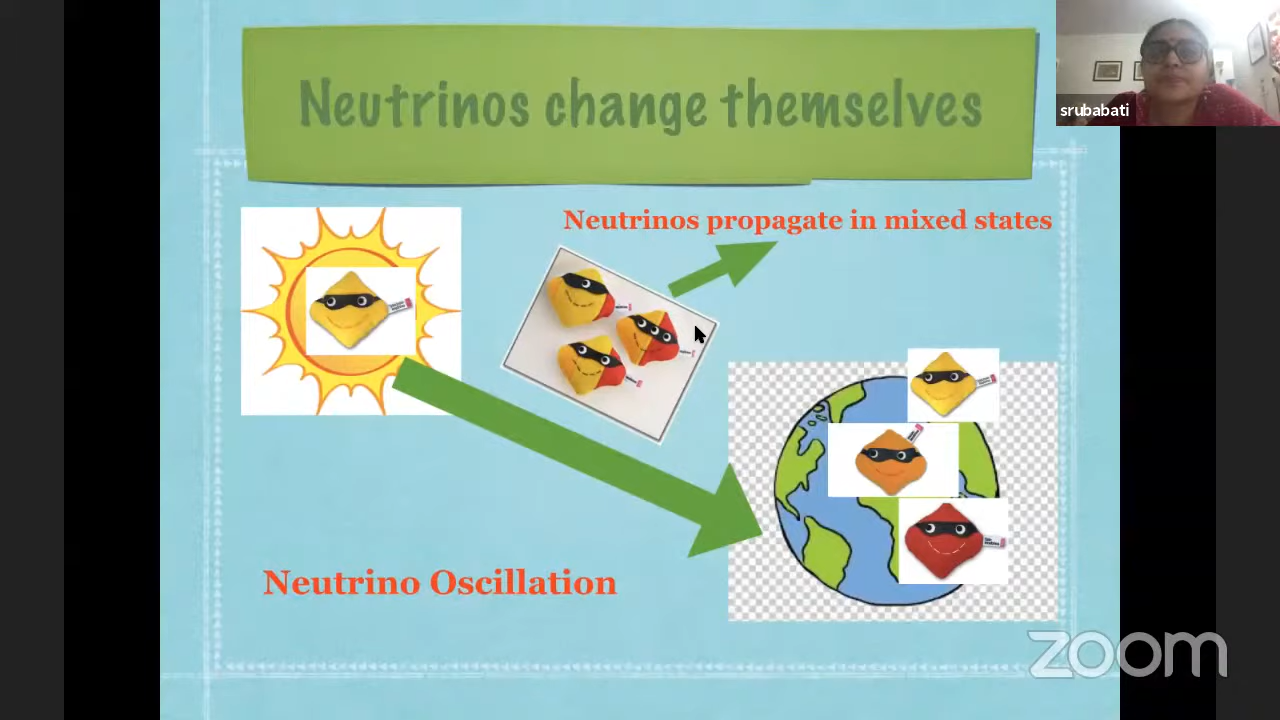 Neutrinos change themselves
srubabati
Neutrinos propagate in mixed states
Neutrino Oscillation
zoom